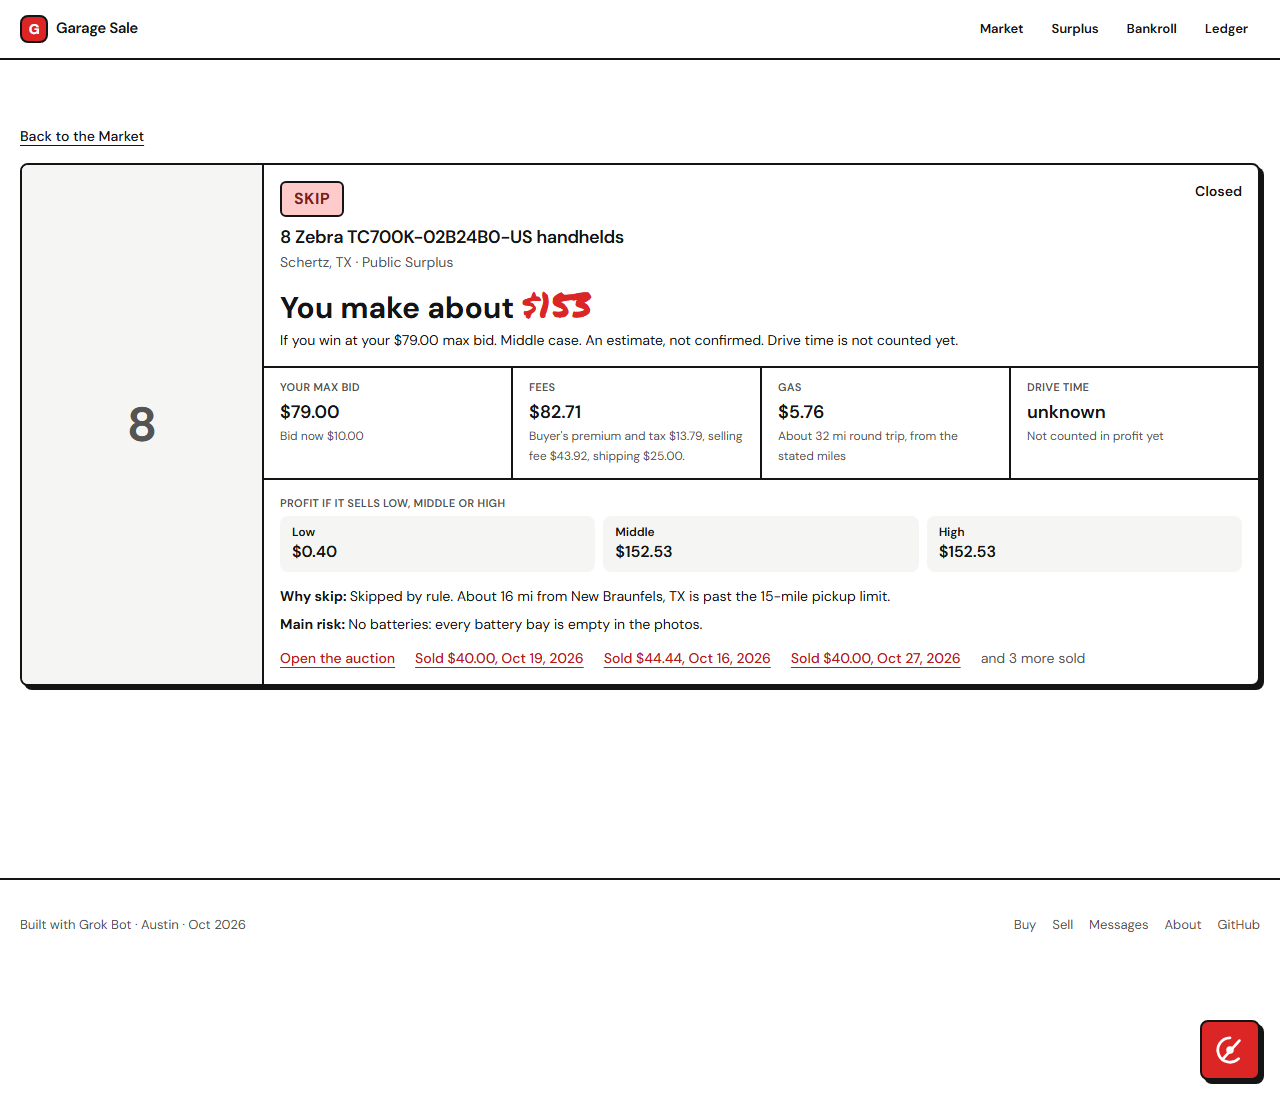 G Garage Sale
Market Surplus Bankroll Ledger
Back to the Market
8
SKIP
Closed
8 Zebra TC700K-02B24B0-US handhelds
Schertz, TX · Public Surplus
You make about $153
If you win at your $79.00 max bid. Middle case. An estimate, not confirmed. Drive time is not counted yet.
YOUR MAX BID
$79.00
Bid now $10.00
FEES
$82.71
Buyer's premium and tax $13.79, selling
fee $43.92, shipping $25.00.
GAS
$5.76
About 32 mi round trip, from the
stated miles
DRIVE TIME
unknown
Not counted in profit yet
PROFIT IF IT SELLS LOW, MIDDLE OR HIGH
Low
$0.40
Middle
$152.53
High
$152.53
Why skip: Skipped by rule. About 16 mi from New Braunfels, TX is past the 15-mile pickup limit.
Main risk: No batteries: every battery bay is empty in the photos.
Open the auction Sold $40.00, Oct 19, 2026 Sold $44.44, Oct 16, 2026 Sold $40.00, Oct 27, 2026 and 3 more sold
Built with Grok Bot · Austin · Oct 2026
Buy Sell Messages About GitHub